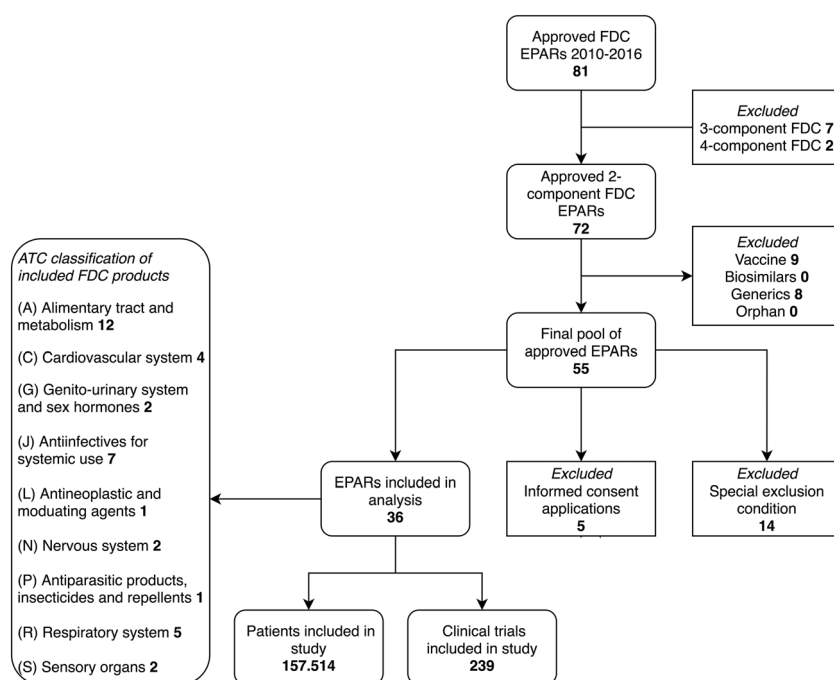 Approved FDC
EPARs 2010-2016
81
Excluded
3-component FDC 7
4-component FDC 2
Approved 2-
component FDC
EPARs
72
Excluded
Vaccine 9
Biosimilars 0
Generics 8
Orphan 0
Final pool of
approved EPARs
55
ATC classification of
included FDC products
(A) Alimentary tract and
metabolism 12
(C) Cardiovascular system 4
(G) Genito-urinary system
and sex hormones 2
(J) Antiinfectives for
systemic use 7
(L) Antineoplastic and
moduating agents 1
(N) Nervous system 2
(P) Antiparasitic products,
insecticides and repellents 1
(R) Respiratory system 5
(S) Sensory organs 2
EPARs included in
analysis
36
Excluded
Informed consent
applications
5
Excluded
Special exclusion
condition
14
Patients included in
study
157.514
Clinical trials
included in study
239